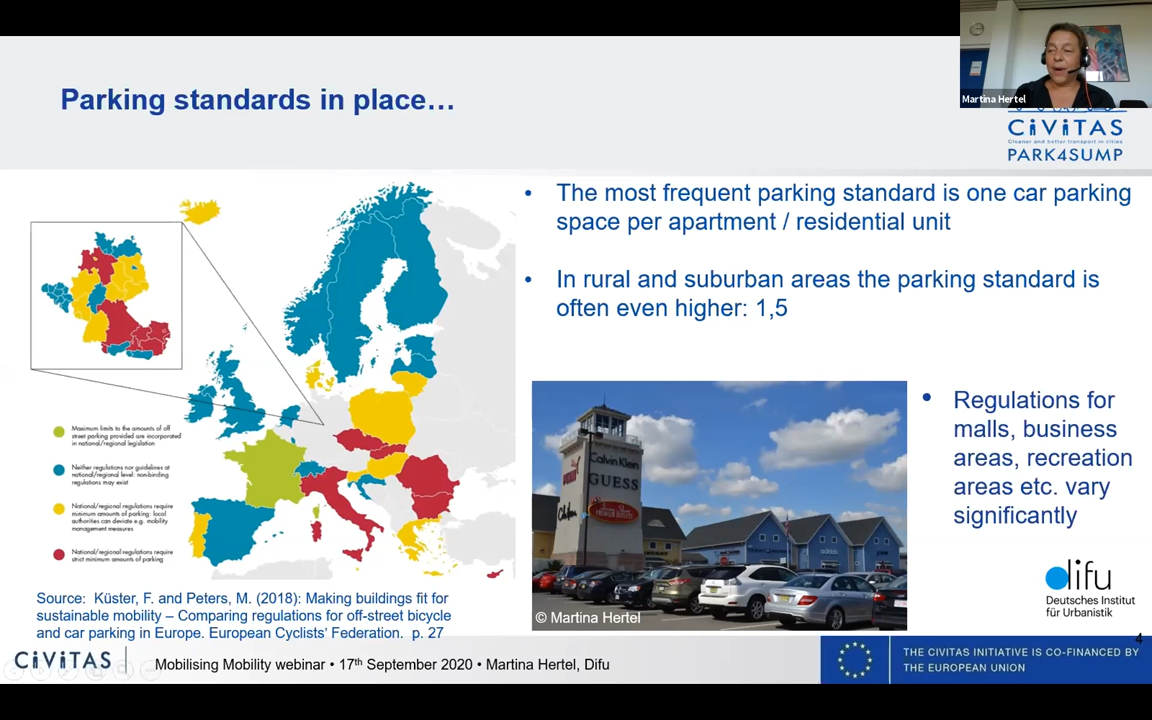 Martina Hertel
Parking standards in place…
CiViTAS
Cleaner and better transport in cities
PARK4SUMP
• The most frequent parking standard is one car parking
space per apartment / residential unit
• In rural and suburban areas the parking standard is
often even higher: 1,5
Maximum limits to the amounts of off
street parking provided are incorporated
in national/regional legislation
Neither regulations nor guidelines at
national/regional level: non-binding
regulations may exist
National/regional regulations require
minimum amounts of parking: local
authorities can deviate e.g. mobility
management measures
National/regional regulations require
strict minimum amounts of parking
Calvin Klein
GUESS
adidas
© Martina Hertel
• Regulations for
malls, business
areas, recreation
areas etc. vary
significantly
Source: Küster, F. and Peters, M. (2018): Making buildings fit for
sustainable mobility – Comparing regulations for off-street bicycle
and car parking in Europe. European Cyclists' Federation. p. 27
difu
Deutsches Institut
für Urbanistik
4
CiViTAS
Mobilising Mobility webinar • 17th September 2020 • Martina Hertel, Difu
THE CIVITAS INITIATIVE IS CO-FINANCED BY
THE EUROPEAN UNION